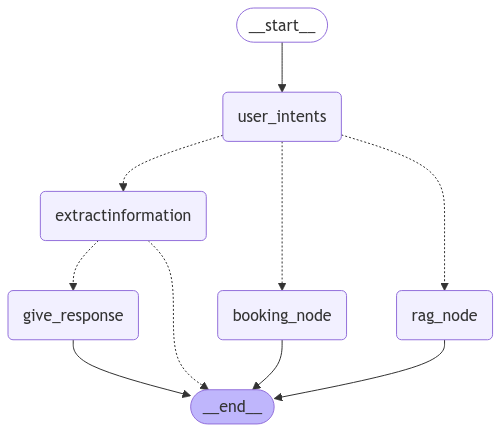 __start__
user_intents
extractinformation
give_response
booking_node
rag_node
__end__